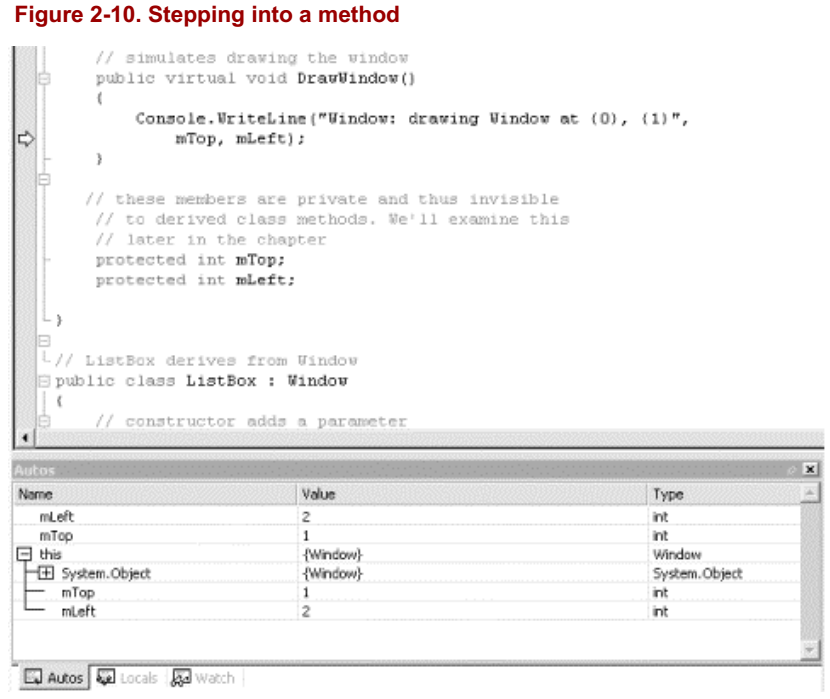 Figure 2-10. Stepping into a method
// simulates drawing the window
public virtual void DrawWindow()
{
Console.WriteLine("Window: drawing Window at {0}, {1}",
mTop, mLeft);
}
// these members are private and thus invisible
// to derived class methods. We'll examine this
// later in the chapter
protected int mTop;
protected int mLeft;
}
// ListBox derives from Window
public class ListBox : Window
{
// constructor adds a parameter
Autos
Name Value Type
mLeft 2 int
mTop 1 int
this {Window} Window
System.Object {Window} System.Object
mTop 1 int
mLeft 2 int
Autos Locals Watch